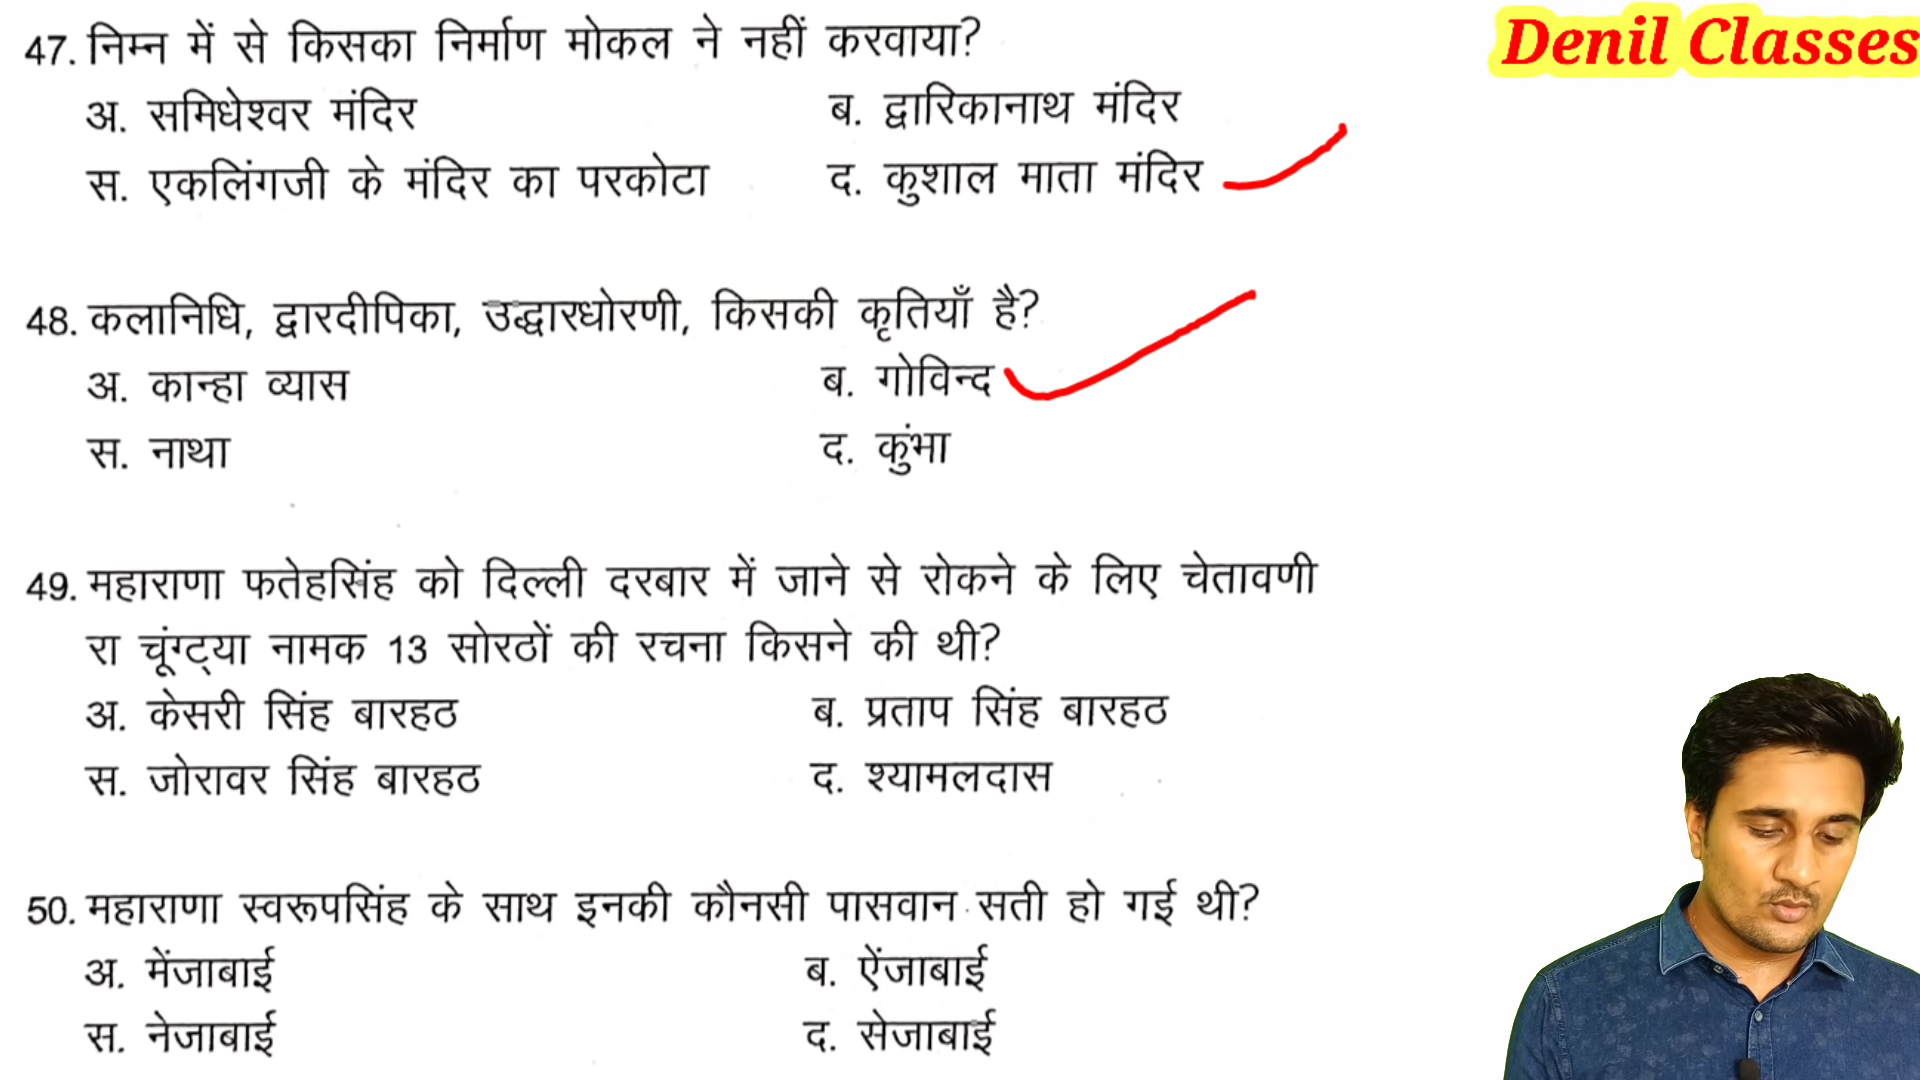 Denil Classes
47. निम्न में से किसका निर्माण मोकल ने नहीं करवाया?
अ. समिधेश्वर मंदिर ब. द्वारिकानाथ मंदिर
स. एकलिंगजी के मंदिर का परकोटा द. कुशाल माता मंदिर
48. कलानिधि, द्वारदीपिका, उद्धारधोरणी, किसकी कृतियाँ है?
अ. कान्हा व्यास ब. गोविन्द
स. नाथा द. कुंभा
49. महाराणा फतेहसिंह को दिल्ली दरबार में जाने से रोकने के लिए चेतावणी
रा चूंग्ट्या नामक 13 सोरठों की रचना किसने की थी?
अ. केसरी सिंह बारहठ ब. प्रताप सिंह बारहठ
स. जोरावर सिंह बारहठ द. श्यामलदास
50. महाराणा स्वरूपसिंह के साथ इनकी कौनसी पासवान सती हो गई थी?
अ. मेंजाबाई ब. ऐंजाबाई
स. नेजाबाई द. सेजाबाई